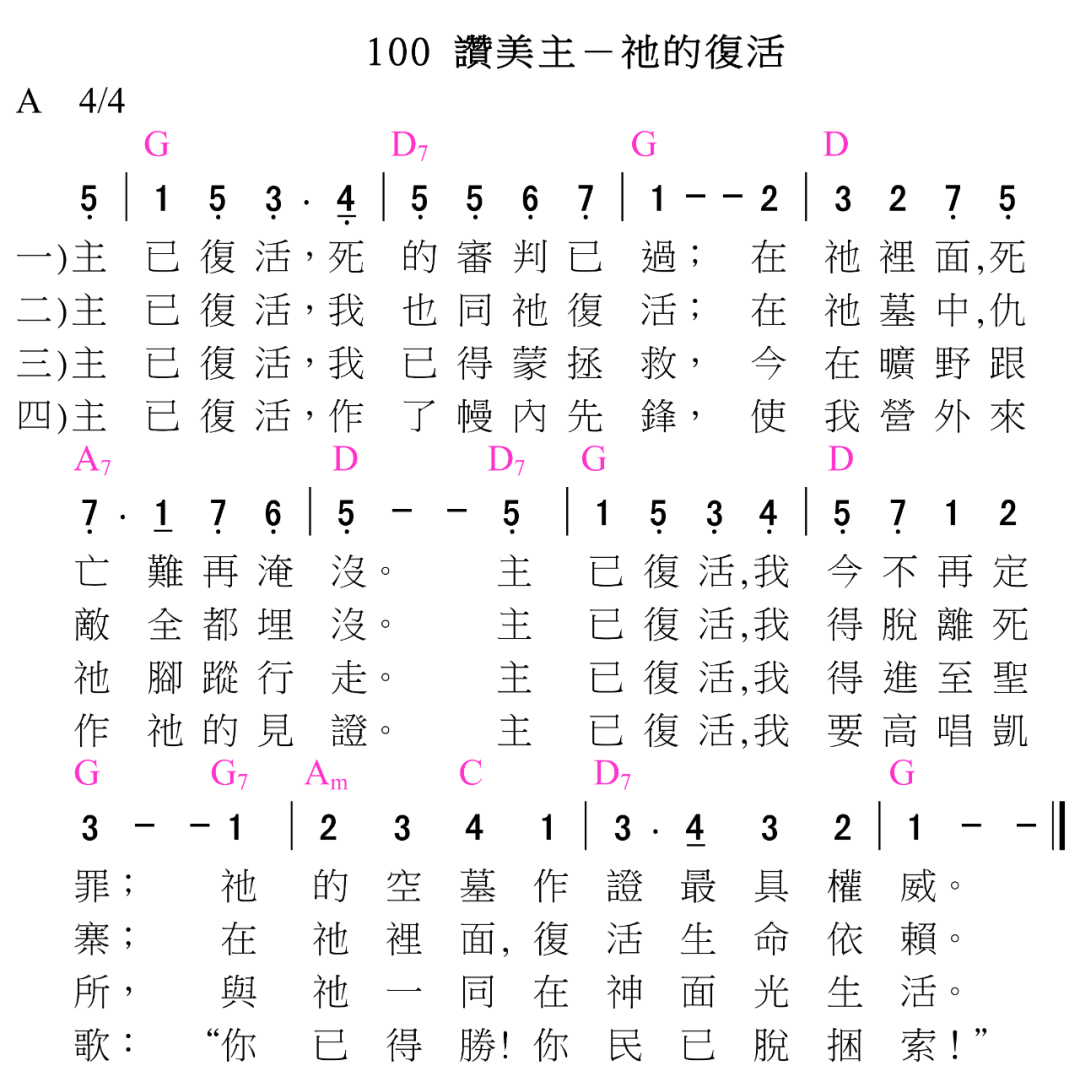 100 讚美主－祂的復活
A 4/4
G D7 G D
5̣ | 1 5̣ 3̣ · 4̣ | 5̣ 5̣ 6̣ 7̣ | 1 － － 2 | 3 2 7̣ 5̣
一)主 已 復 活，死 的 審 判 已 過； 在 祂 裡 面,死
二)主 已 復 活，我 也 同 祂 復 活； 在 祂 墓 中,仇
三)主 已 復 活，我 已 得 蒙 拯 救， 今 在 曠 野 跟
四)主 已 復 活，作 了 幔 內 先 鋒， 使 我 營 外 來
A7 D D7 G D
7̣ · 1 7̣ 6̣ | 5̣ － － 5̣ | 1 5̣ 3̣ 4̣ | 5̣ 7̣ 1 2
亡 難 再 淹 沒。 主 已 復 活,我 今 不 再 定
敵 全 都 埋 沒。 主 已 復 活,我 得 脫 離 死
祂 腳 蹤 行 走。 主 已 復 活,我 得 進 至 聖
作 祂 的 見 證。 主 已 復 活,我 要 高 唱 凱
G G7 Am C D7 G
3 － － 1 | 2 3 4 1 | 3 · 4 3 2 | 1 － － ‖
罪； 祂 的 空 墓 作 證 最 具 權 威。
寨； 在 祂 裡 面, 復 活 生 命 依 賴。
所， 與 祂 一 同 在 神 面 光 生 活。
歌： “你 已 得 勝! 你 民 已 脫 捆 索！”